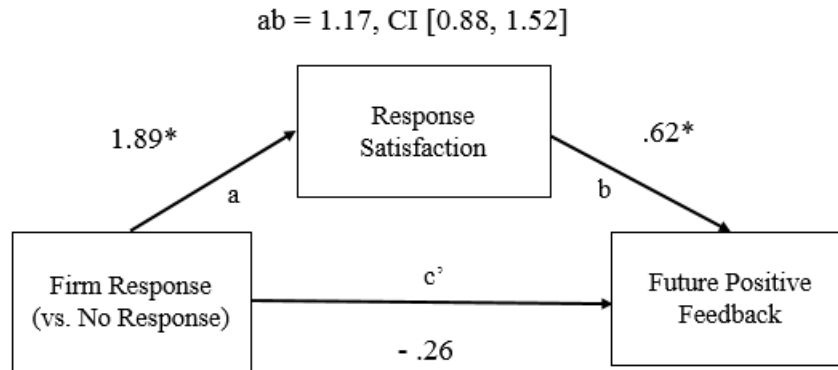 ab = 1.17, CI [0.88, 1.52]
Response
Satisfaction
1.89*
.62*
a
b
Firm Response
(vs. No Response)
c’
Future Positive
Feedback
- .26